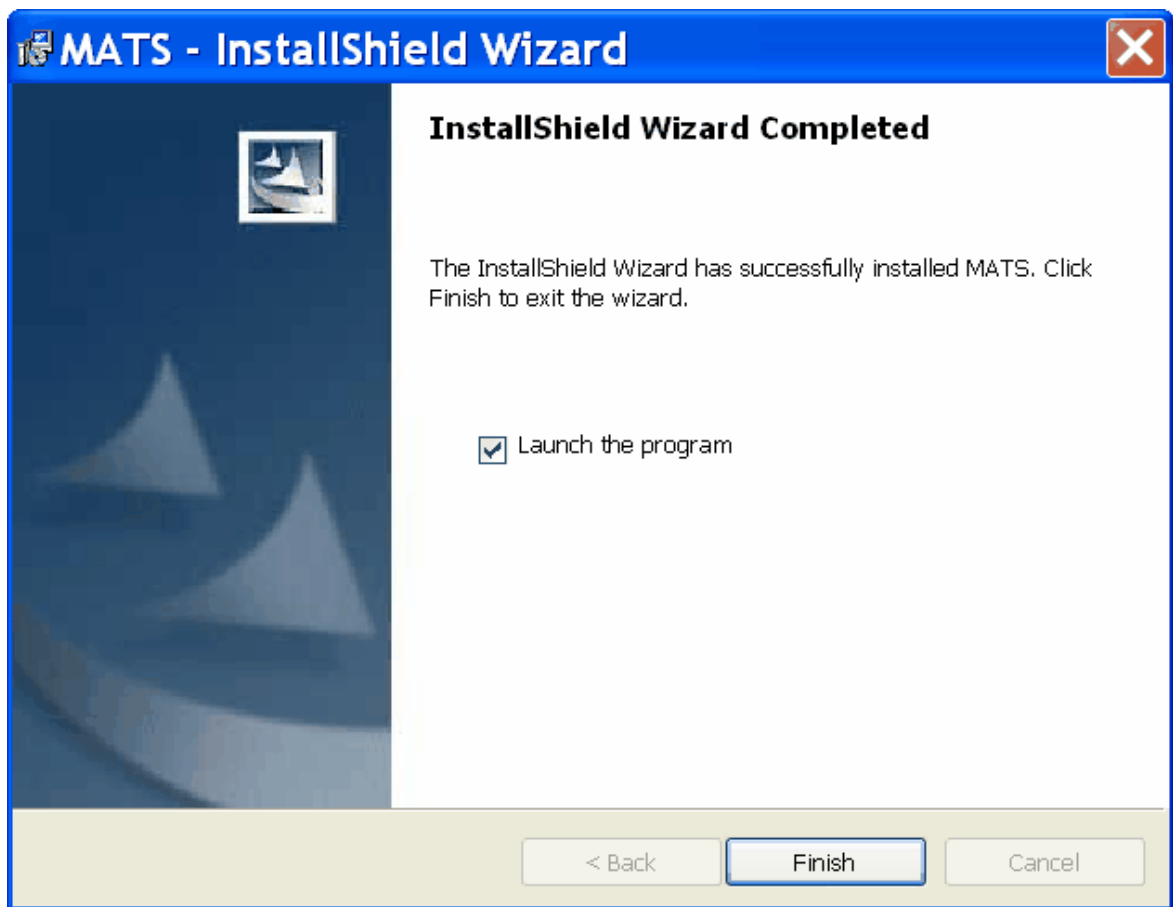 MATS - InstallShield Wizard
InstallShield Wizard Completed
The InstallShield Wizard has successfully installed MATS. Click
Finish to exit the wizard.
Launch the program
< Back
Finish
Cancel